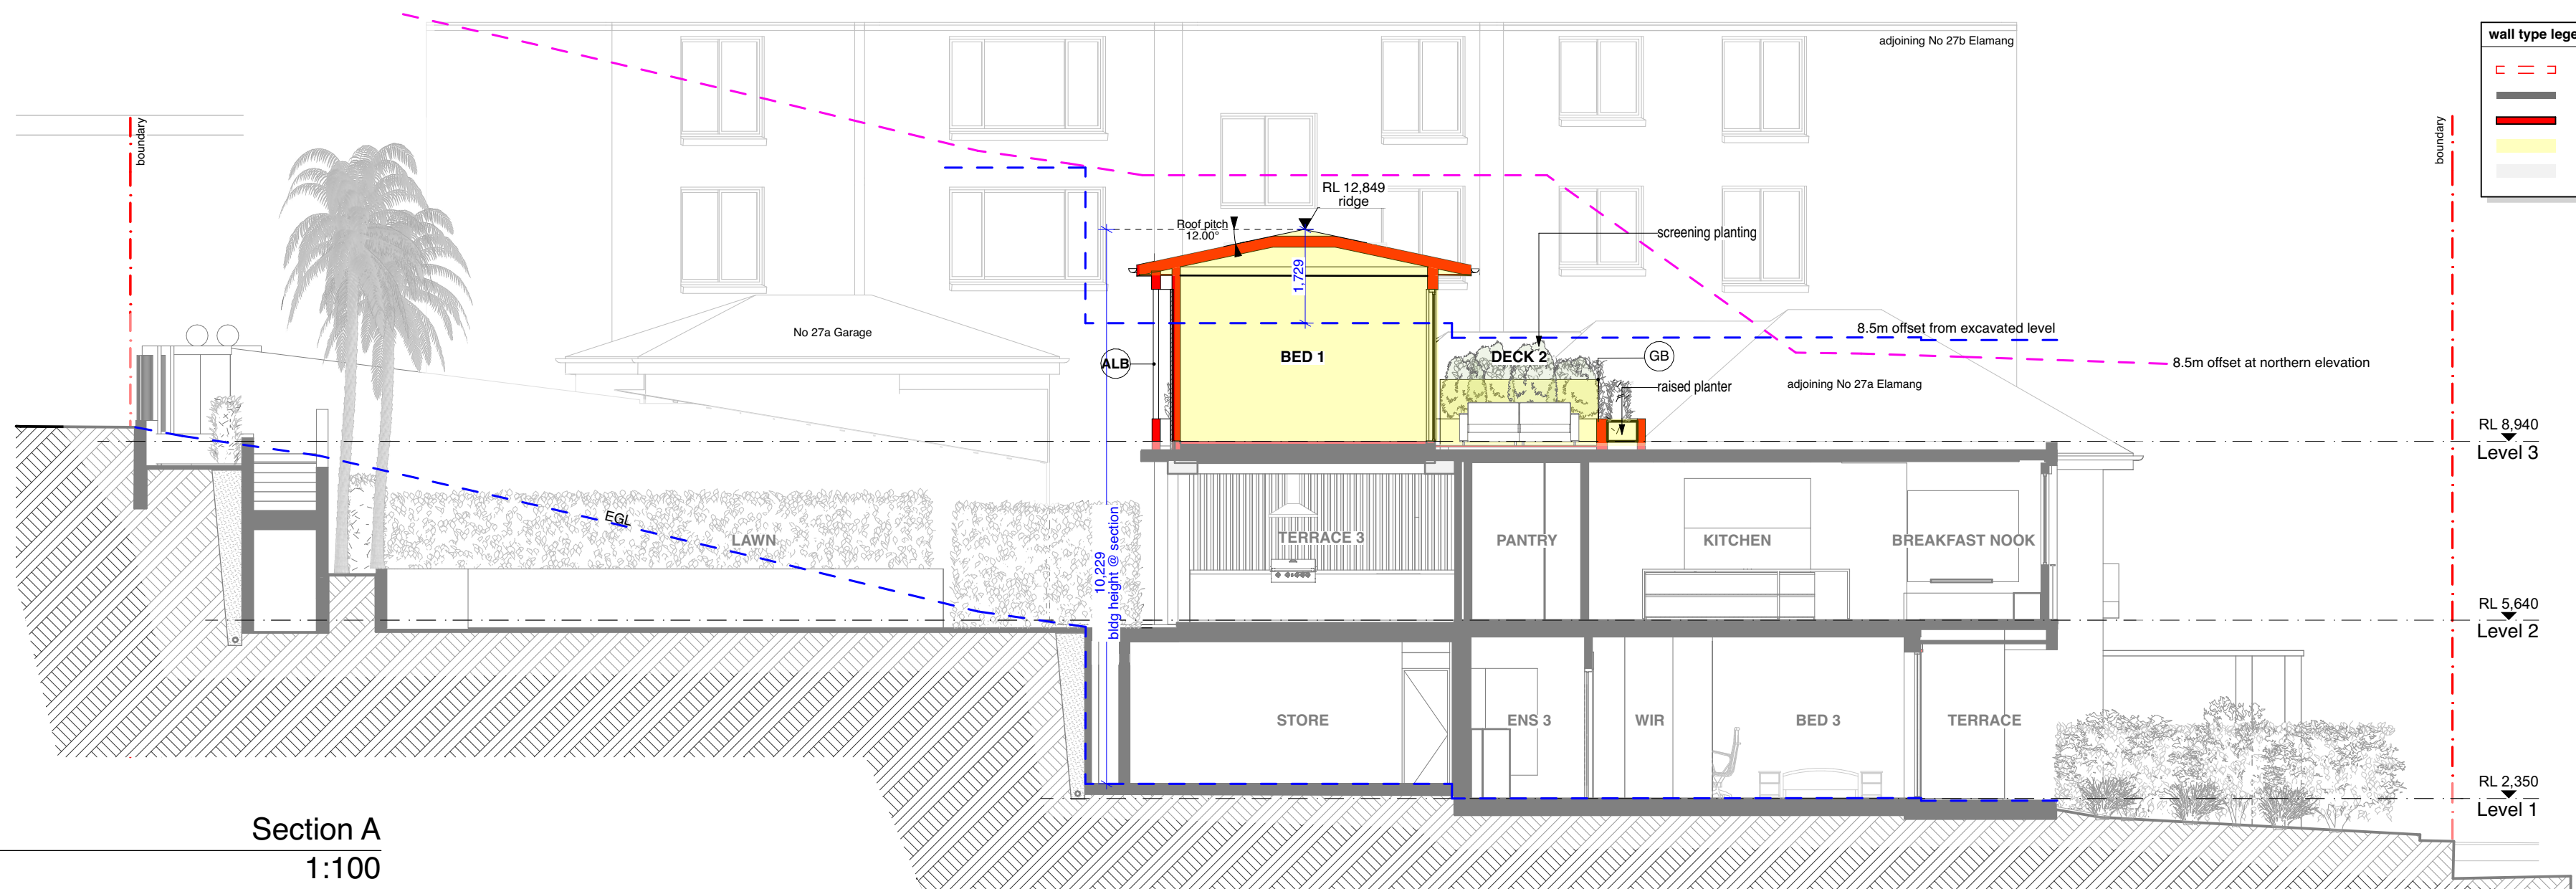 adjoining No 27b Elamang
wall type lege
boundary
boundary
RL 12,849
ridge
Roof pitch
12.00°
screening planting
1,729
No 27a Garage
8.5m offset from excavated level
ALB
BED 1
DECK 2
GB
8.5m offset at northern elevation
raised planter
adjoining No 27a Elamang
RL 8,940
Level 3
EGL
LAWN
10,229
bldg height @ section
TERRACE 3
PANTRY
KITCHEN
BREAKFAST NOOK
RL 5,640
Level 2
STORE
ENS 3
WIR
BED 3
TERRACE
RL 2,350
Level 1
Section A
1:100